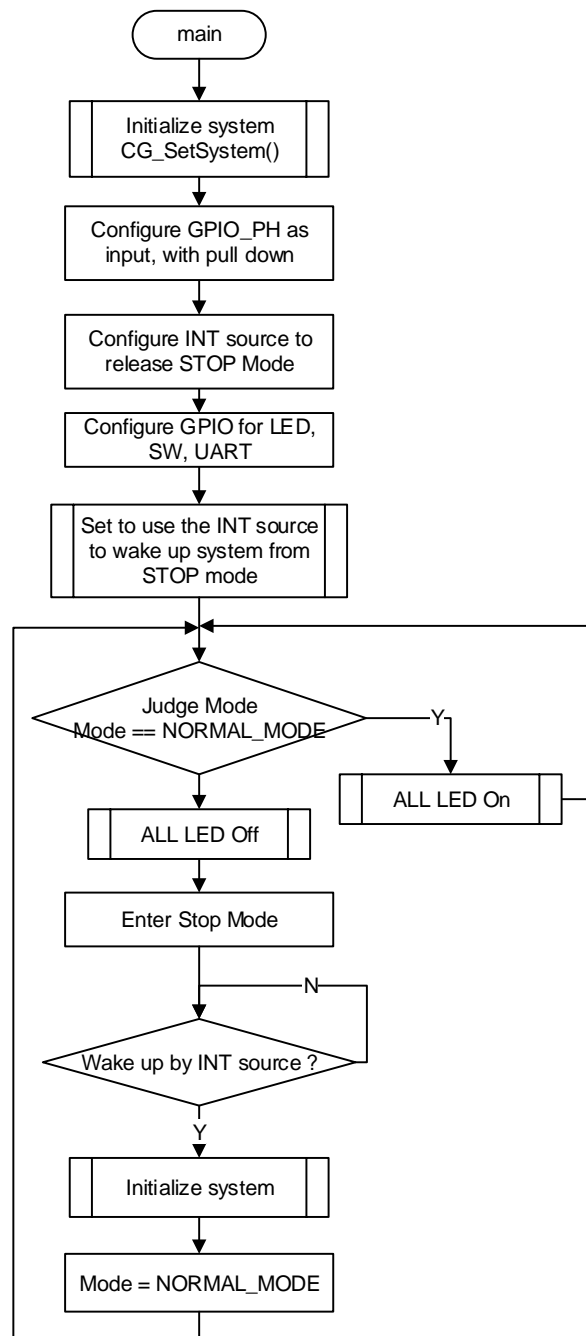 main
Initialize system
CG_SetSystem()
Configure GPIO_PH as
input, with pull down
Configure INT source to
release STOP Mode
Configure GPIO for LED,
SW, UART
Set to use the INT source
to wake up system from
STOP mode
Judge Mode
Mode == NORMAL_MODE
Y
ALL LED On
ALL LED Off
Enter Stop Mode
N
Wake up by INT source ?
Y
Initialize system
Mode = NORMAL_MODE